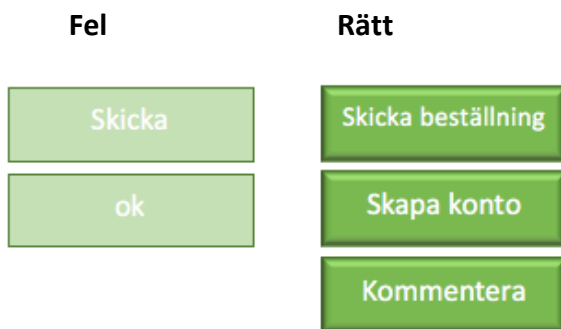 Fel
Rätt
Skicka
Skicka beställning
ok
Skapa konto
Kommentera